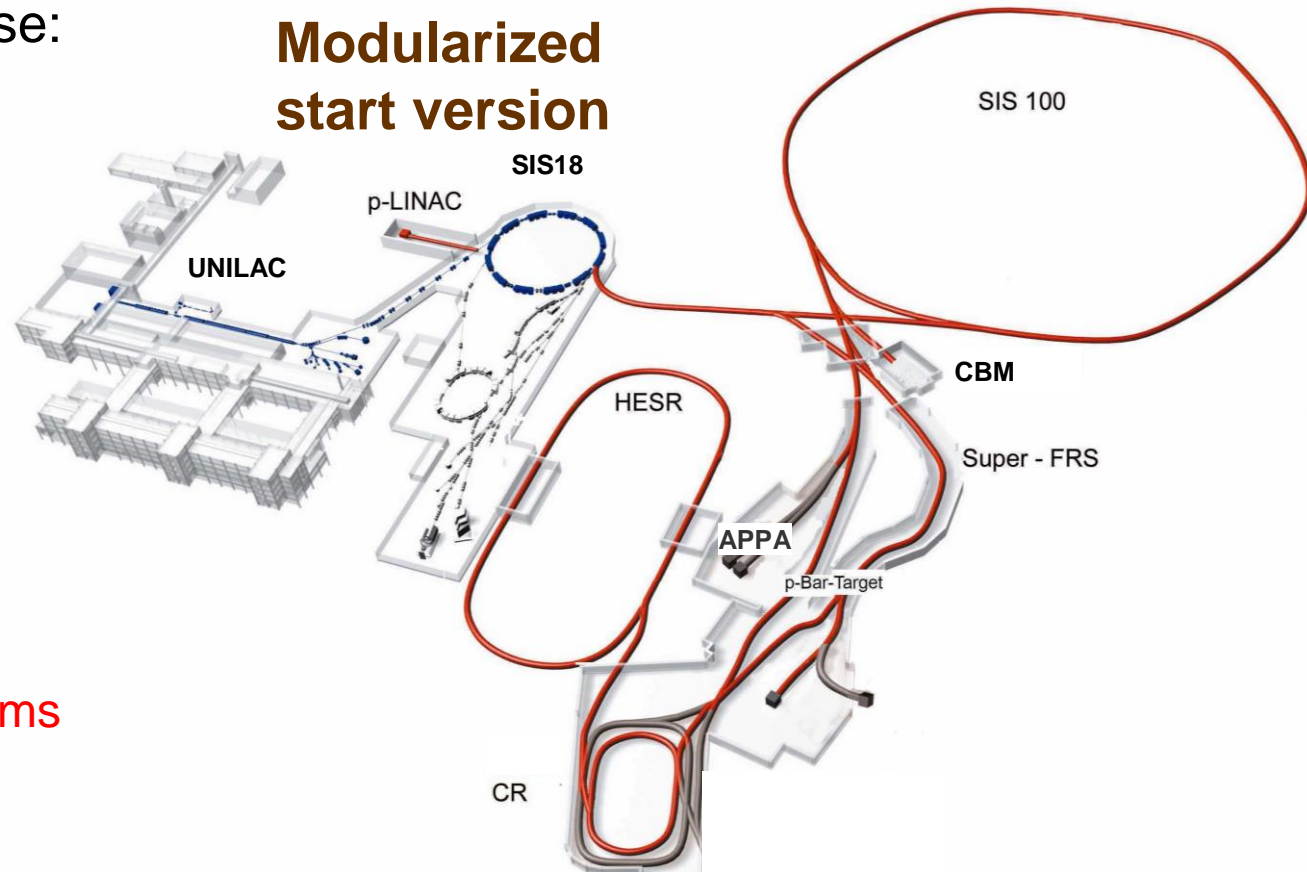 se:
Modularized
start version
SIS 100
SIS18
p-LINAC
UNILAC
CBM
HESR
Super - FRS
APPA
p-Bar-Target
ms
CR